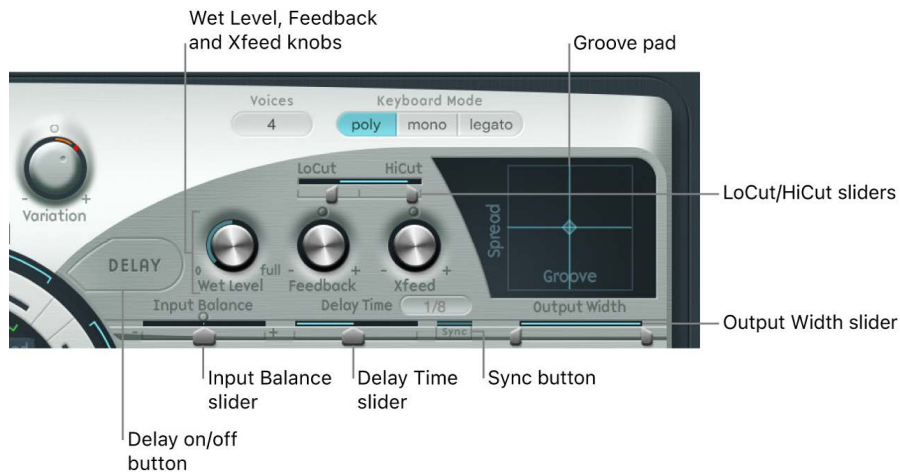 Wet Level, Feedback
and Xfeed knobs
Groove pad
Voices
Keyboard Mode
4
poly
mono
legato
LoCut
HiCut
LoCut/HiCut sliders
-
+
Variation
Spread
Groove
DELAY
0
full
Wet Level
-
+
Feedback
-
+
Xfeed
Input Balance
Delay Time
1/8
Output Width
-
+
Sync
Output Width slider
Input Balance
slider
Delay Time
slider
Sync button
Delay on/off
button